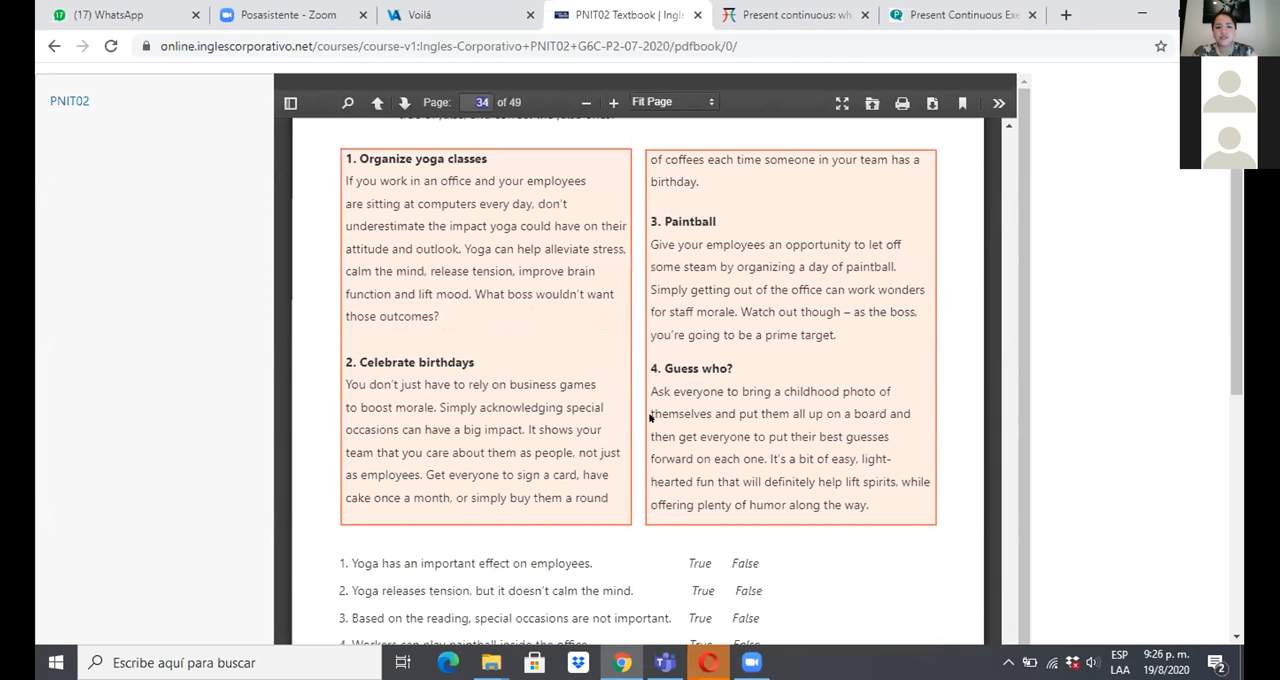 (17) WhatsApp
Posasistente - Zoom
Voilá
PNIT02 Textbook | Ingl
Present continuous: wh
Present Continuous Exe
online.inglescorporativo.net/courses/course-v1:Ingles-Corporativo+PNIT02+G6C-P2-07-2020/pdfbook/0/
PNIT02
Page: 34 of 49
Fit Page
1. Organize yoga classes
If you work in an office and your employees
are sitting at computers every day, don't
underestimate the impact yoga could have on their
attitude and outlook. Yoga can help alleviate stress,
calm the mind, release tension, improve brain
function and lift mood. What boss wouldn't want
those outcomes?
2. Celebrate birthdays
You don't just have to rely on business games
to boost morale. Simply acknowledging special
occasions can have a big impact. It shows your
team that you care about them as people, not just
as employees. Get everyone to sign a card, have
cake once a month, or simply buy them a round
of coffees each time someone in your team has a
birthday.
3. Paintball
Give your employees an opportunity to let off
some steam by organizing a day of paintball.
Simply getting out of the office can work wonders
for staff morale. Watch out though – as the boss,
you're going to be a prime target.
4. Guess who?
Ask everyone to bring a childhood photo of
themselves and put them all up on a board and
then get everyone to put their best guesses
forward on each one. It's a bit of easy, light-
hearted fun that will definitely help lift spirits, while
offering plenty of humor along the way.
1. Yoga has an important effect on employees. True False
2. Yoga releases tension, but it doesn't calm the mind. True False
3. Based on the reading, special occasions are not important. True False
4. Workers can play paintball inside the office. True False
Escribe aquí para buscar
ESP
LAA
9:26 p. m.
19/8/2020
2